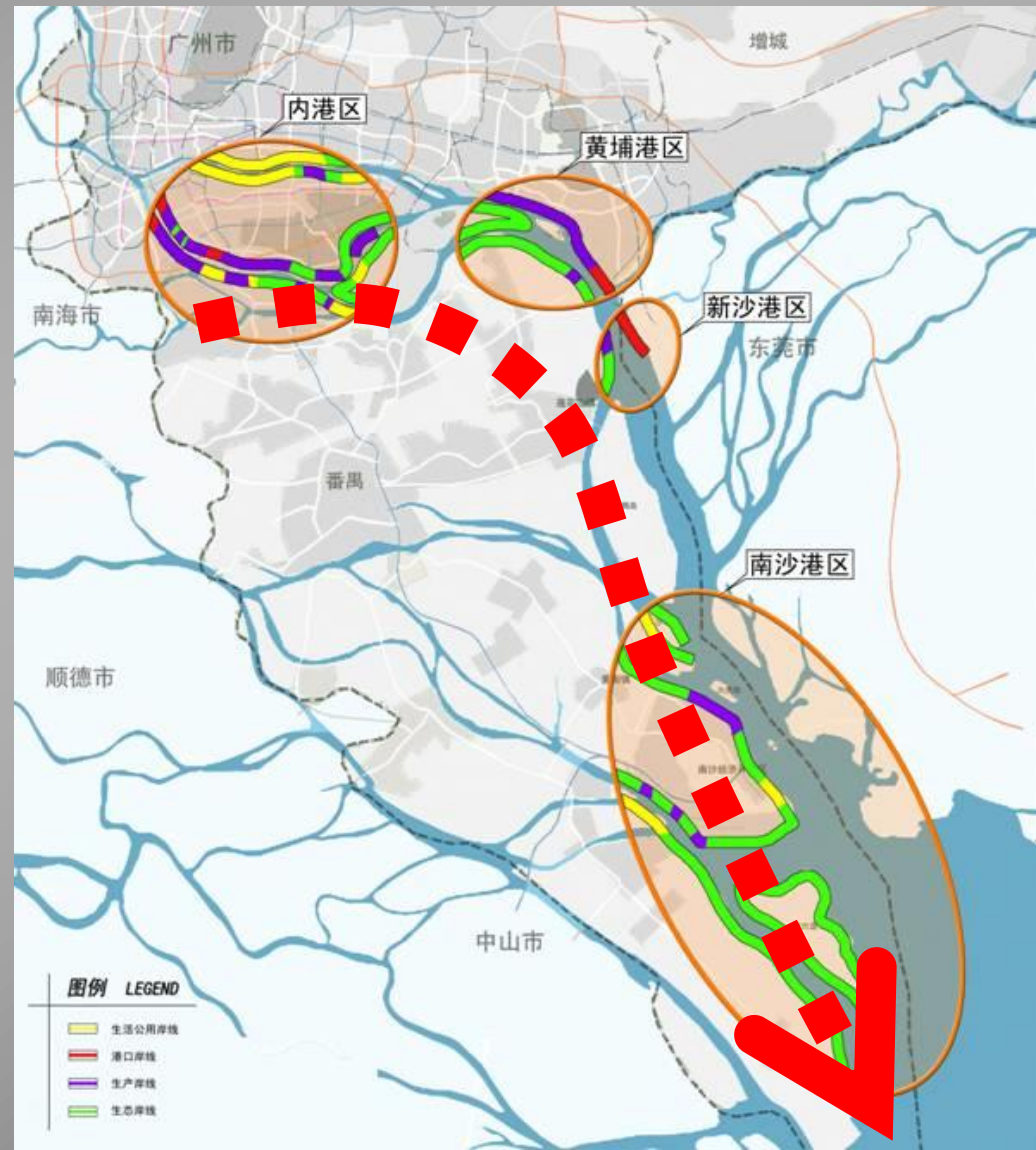 广州市
增城
内港区
黄埔港区
新沙港区
南海市
东莞市
番禺
南沙港区
顺德市
中山市
图例 LEGEND
生活公用岸线
港口岸线
生产岸线
生态岸线